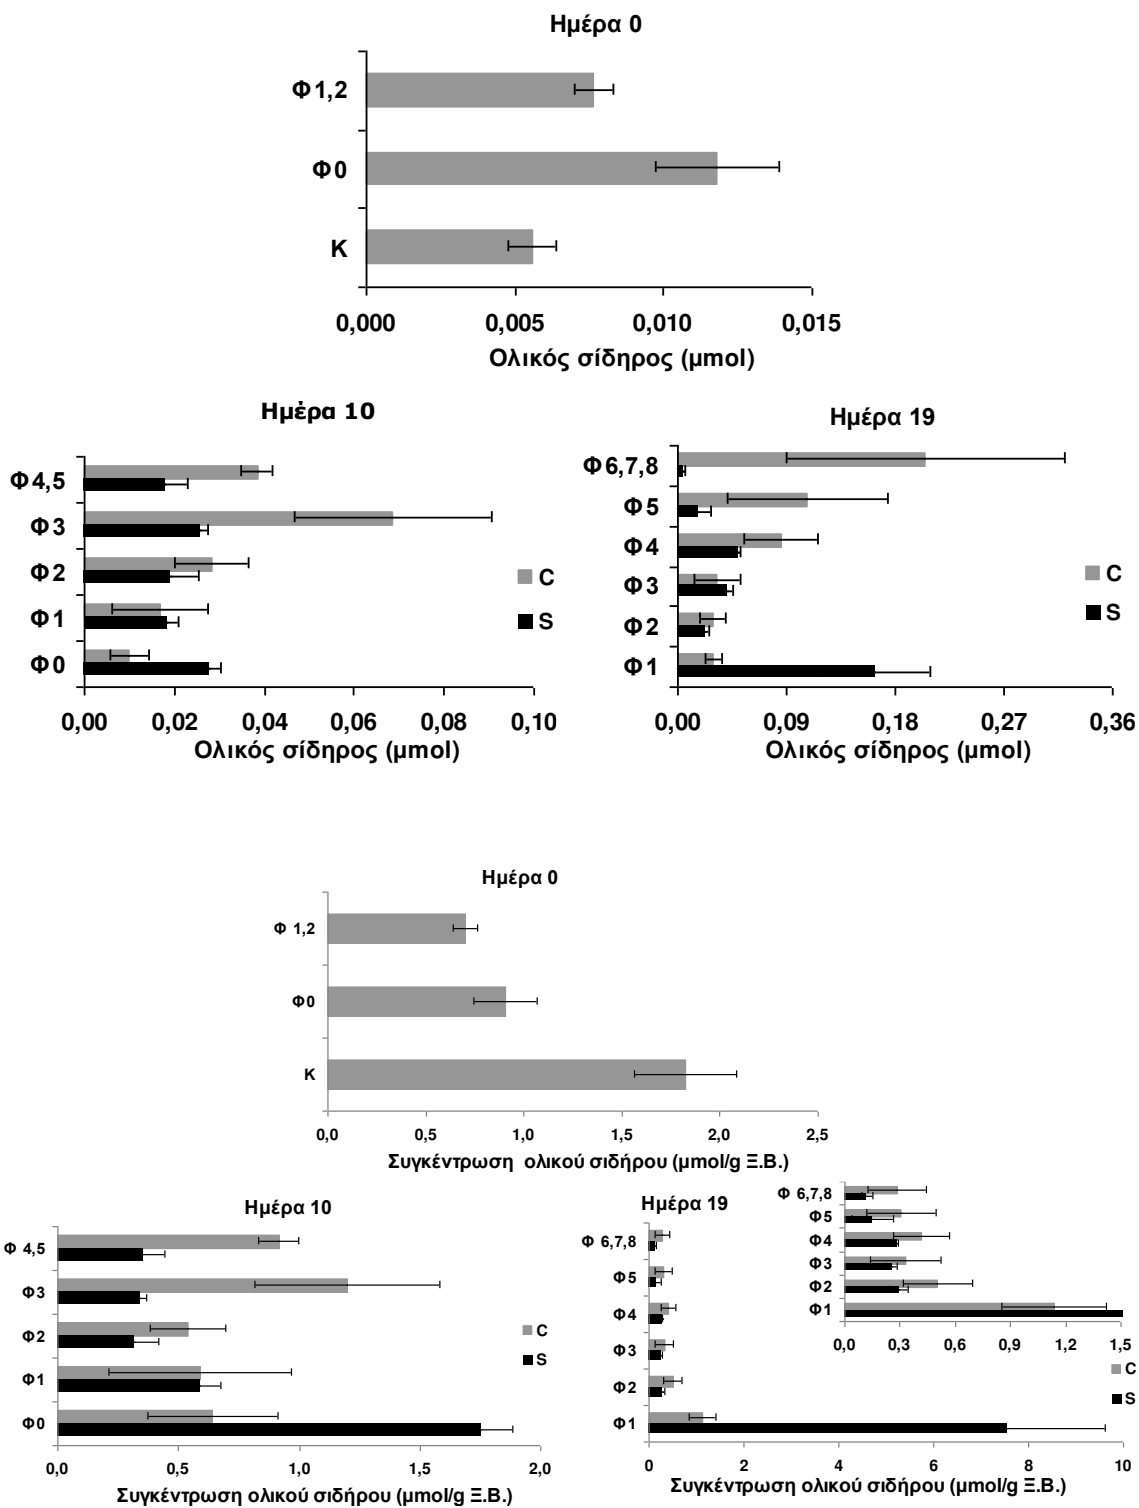 Ημέρα 0
Φ1,2
Φ0
Κ
0,000 0,005 0,010 0,015
Ολικός σίδηρος (μmol)
Ημέρα 10
Φ4,5
Φ3
Φ2
Φ1
Φ0
C
S
0,00 0,02 0,04 0,06 0,08 0,10
Ολικός σίδηρος (μmol)
Ημέρα 19
Φ6,7,8
Φ5
Φ4
Φ3
Φ2
Φ1
C
S
0,00 0,09 0,18 0,27 0,36
Ολικός σίδηρος (μmol)
Ημέρα 0
Φ 1,2
Φ0
Κ
0,0 0,5 1,0 1,5 2,0 2,5
Συγκέντρωση ολικού σιδήρου (μmol/g Ξ.Β.)
Ημέρα 10
Φ 4,5
Φ3
Φ2
Φ1
Φ0
C
S
0,0 0,5 1,0 1,5 2,0
Συγκέντρωση ολικού σιδήρου (μmol/g Ξ.Β.)
Ημέρα 19
Φ 6,7,8
Φ5
Φ4
Φ3
Φ2
Φ1
0 2 4 6 8 10
Συγκέντρωση ολικού σιδήρου (μmol/g Ξ.Β.)
Φ 6,7,8
Φ5
Φ4
Φ3
Φ2
Φ1
0,0 0,3 0,6 0,9 1,2 1,5
C
S